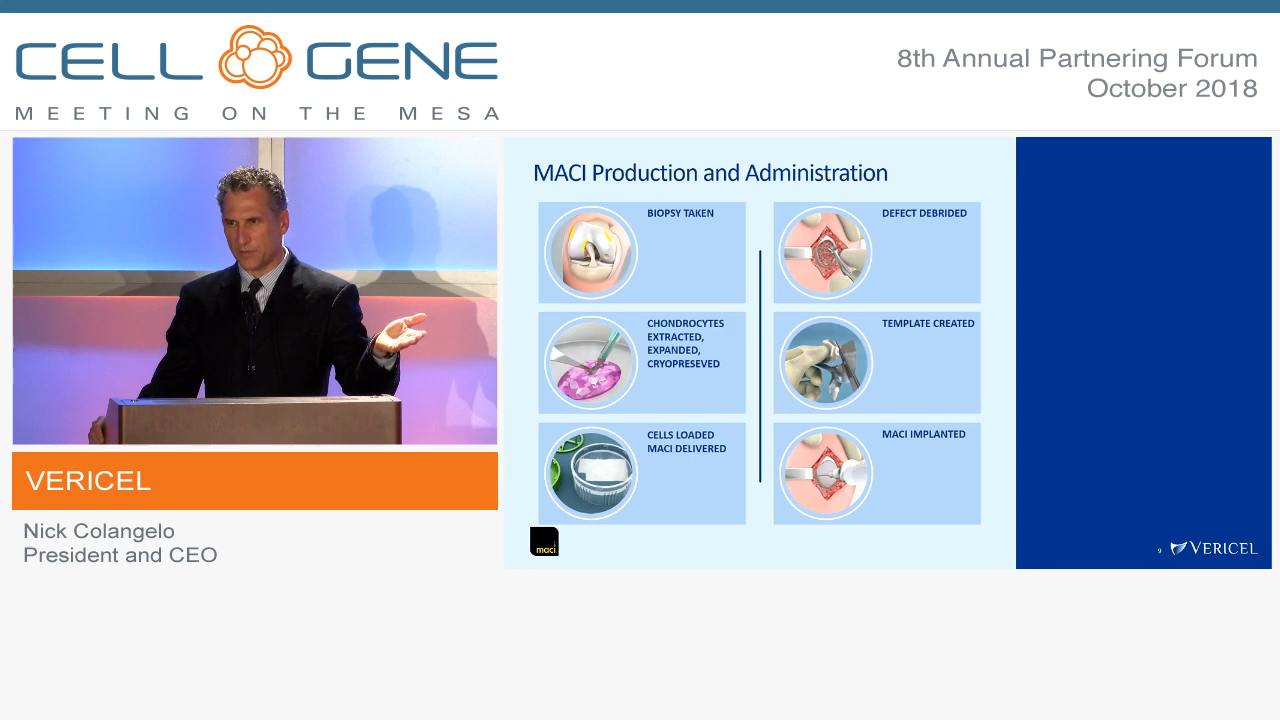 CELL GENE
MEETING ON THE MESA
8th Annual Partnering Forum
October 2018
VERICEL
Nick Colangelo
President and CEO
MACI Production and Administration
BIOPSY TAKEN
CHONDROCYTES
EXTRACTED,
EXPANDED,
CRYOPRESEVED
CELLS LOADED
MACI DELIVERED
DEFECT DEBRIDED
TEMPLATE CREATED
MACI IMPLANTED
maci
9
VERICEL